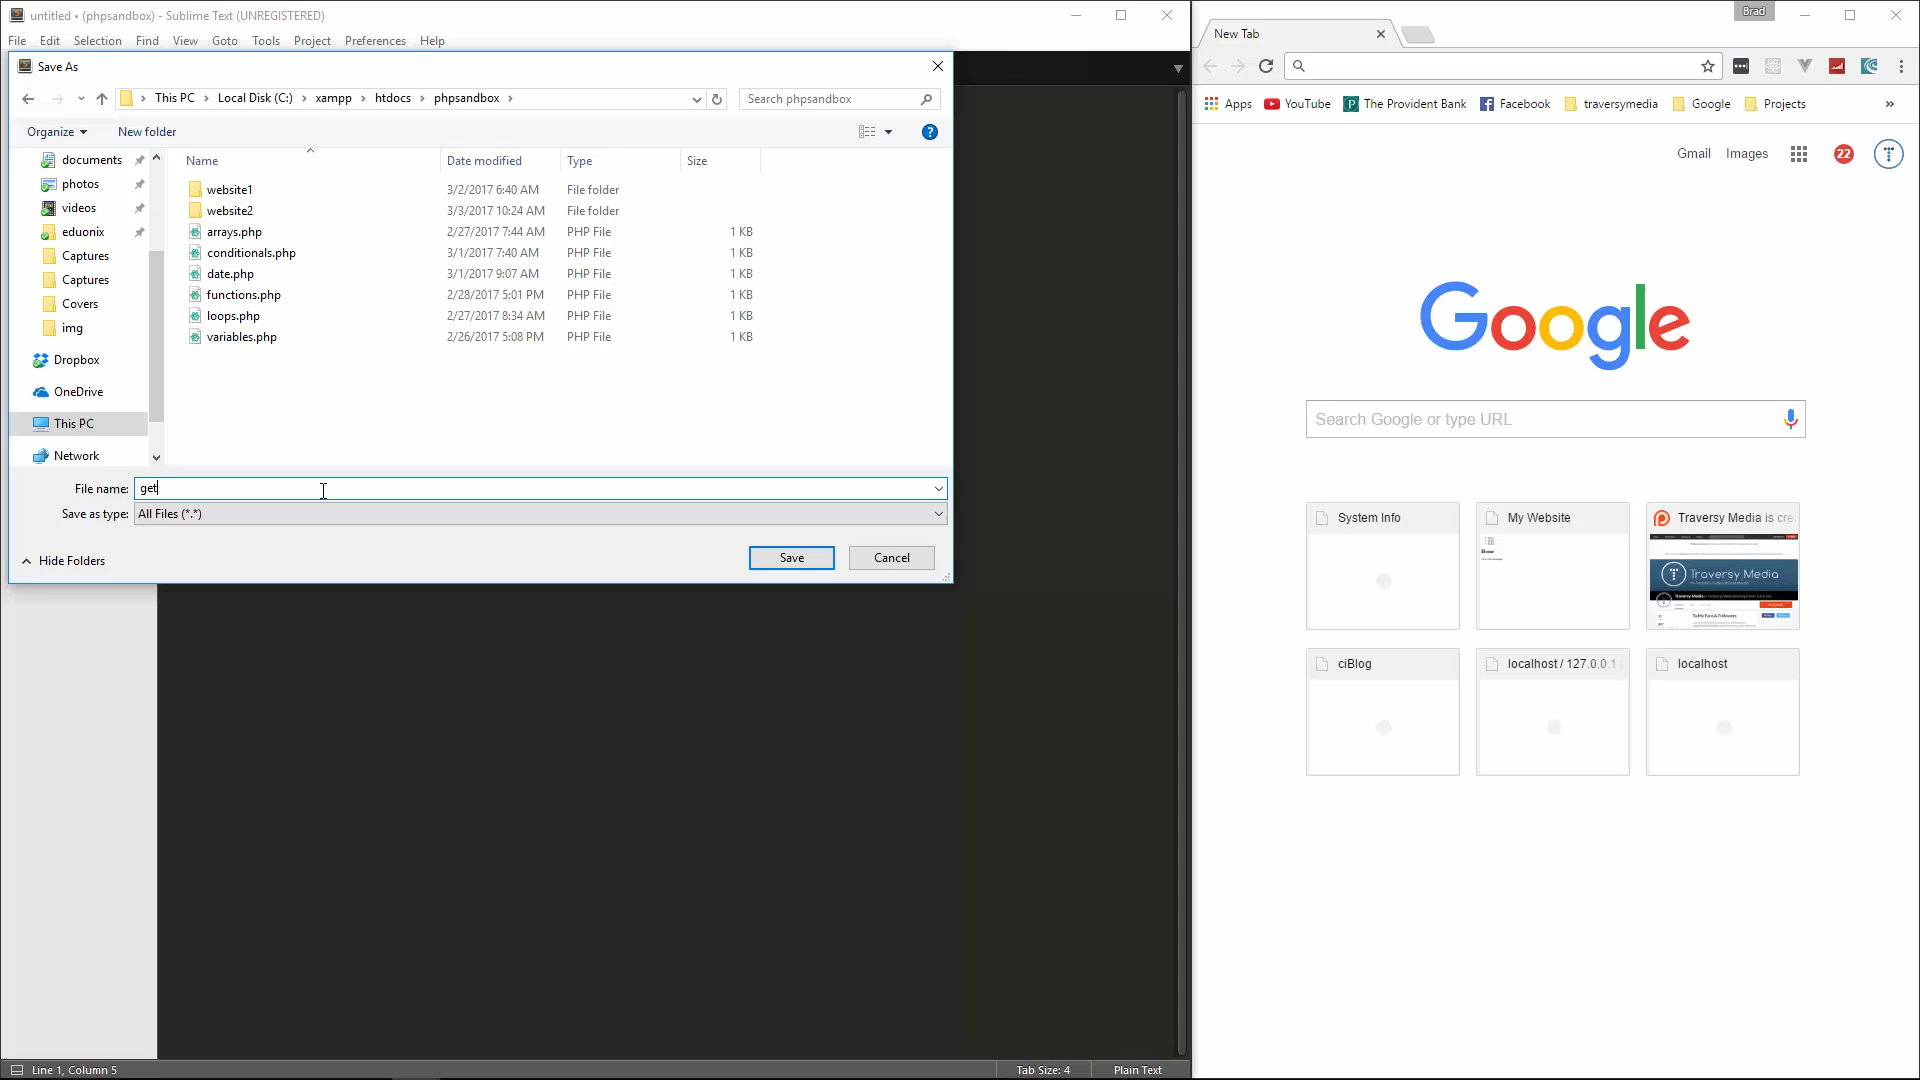 untitled • (phpsandbox) - Sublime Text (UNREGISTERED)
File Edit Selection Find View Goto Tools Project Preferences Help
Save As
This PC > Local Disk (C:) > xampp > htdocs > phpsandbox >
Search phpsandbox
Organize
New folder
documents
photos
videos
eduonix
Captures
Captures
Covers
img
Dropbox
OneDrive
This PC
Network
Name Date modified Type Size
website1 3/2/2017 6:40 AM File folder
website2 3/3/2017 10:24 AM File folder
arrays.php 2/27/2017 7:44 AM PHP File 1 KB
conditionals.php 3/1/2017 7:40 AM PHP File 1 KB
date.php 3/1/2017 9:07 AM PHP File 1 KB
functions.php 2/28/2017 5:01 PM PHP File 1 KB
loops.php 2/27/2017 8:34 AM PHP File 1 KB
variables.php 2/26/2017 5:08 PM PHP File 1 KB
File name: get
Save as type: All Files (*.*)
Hide Folders
Save
Cancel
Line 1, Column 5
Tab Size: 4
Plain Text
Brad
New Tab
Apps YouTube The Provident Bank Facebook traversymedia Google Projects »
Gmail Images 22
Google
Search Google or type URL
System Info
My Website
Home
Traversy Media is cre
Traversy Media
ciBlog
localhost / 127.0.0.1
localhost